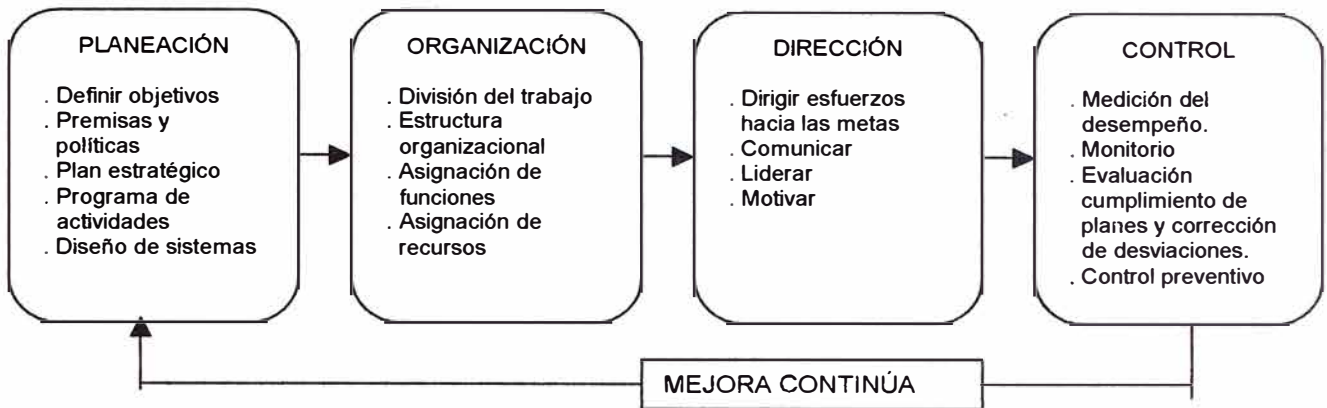 PLANEACIÓN
. Definir objetivos
. Premisas y
políticas
. Plan estratégico
. Programa de
actividades
. Diseño de sistemas
ORGANIZACIÓN
. División del trabajo
. Estructura
organizacional
. Asignación de
funciones
. Asignación de
recursos
DIRECCIÓN
. Dirigir esfuerzos
hacia las metas
. Comunicar
. Liderar
. Motivar
CONTROL
. Medición del
desempeño.
. Monitorio
. Evaluación
cumplimiento de
planes y corrección
de desviaciones.
. Control preventivo
MEJORA CONTINÚA